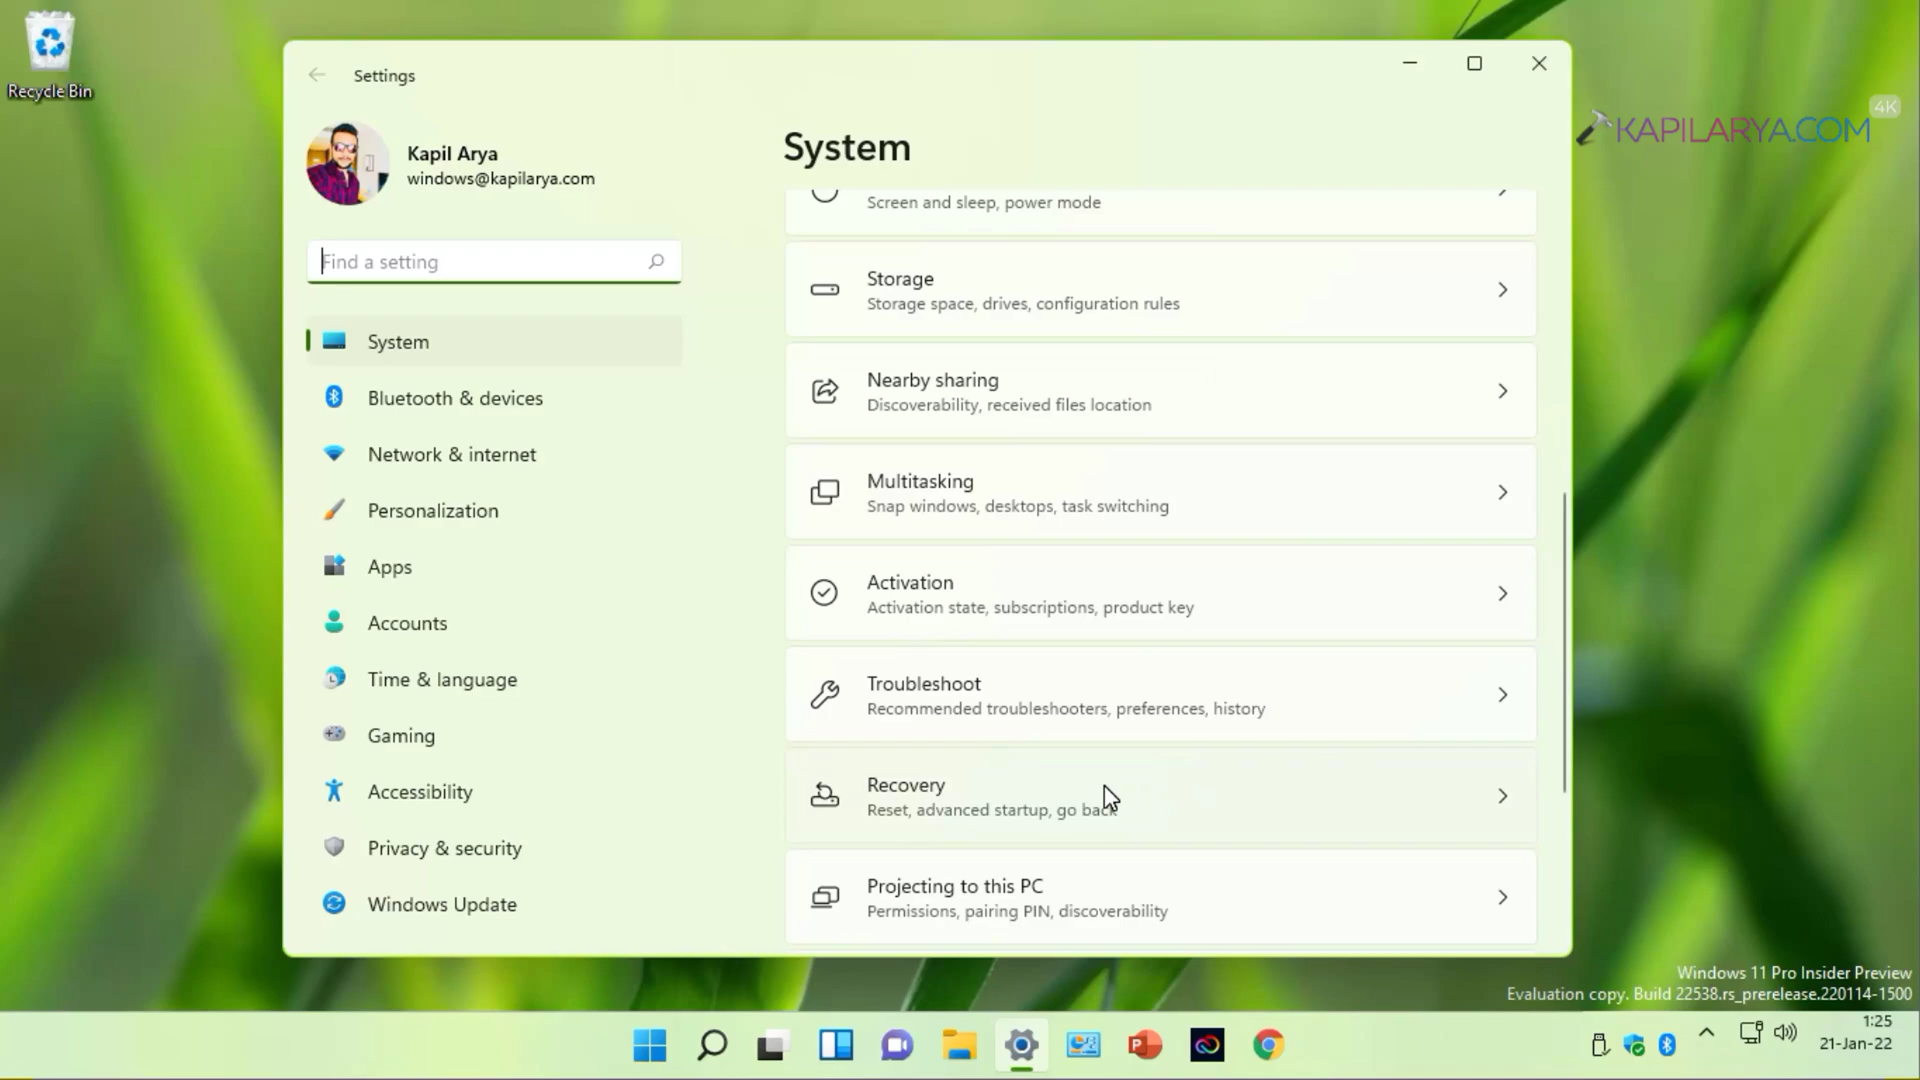 Recycle Bin
Settings
Kapil Arya
windows@kapilarya.com
Find a setting
System
Bluetooth & devices
Network & internet
Personalization
Apps
Accounts
Time & language
Gaming
Accessibility
Privacy & security
Windows Update
System
Screen and sleep, power mode
Storage
Storage space, drives, configuration rules
Nearby sharing
Discoverability, received files location
Multitasking
Snap windows, desktops, task switching
Activation
Activation state, subscriptions, product key
Troubleshoot
Recommended troubleshooters, preferences, history
Recovery
Reset, advanced startup, go back
Projecting to this PC
Permissions, pairing PIN, discoverability
4K
KAPILARYA.COM
Windows 11 Pro Insider Preview
Evaluation copy. Build 22538.rs_prerelease.220114-1500
1:25
21-Jan-22